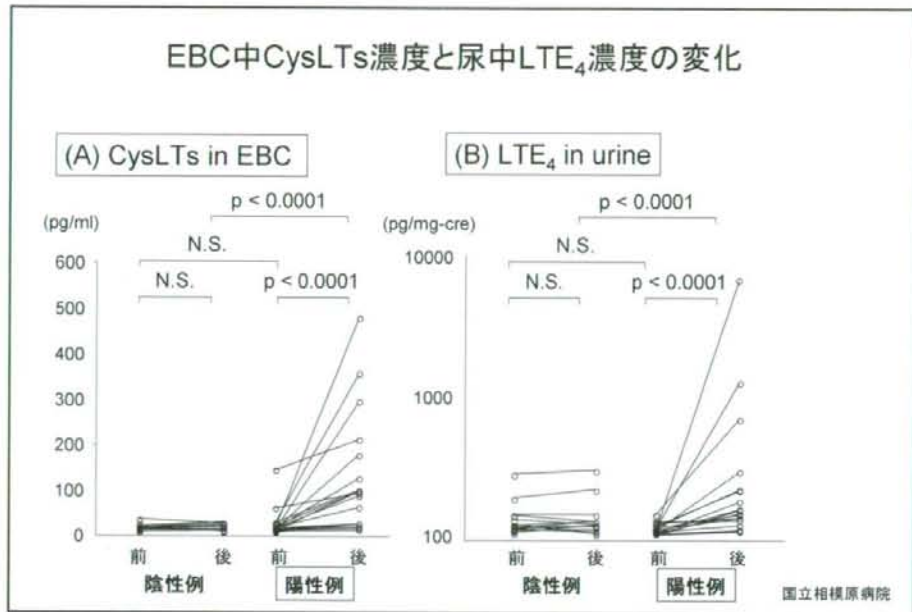 EBC中CysLTs濃度と尿中LTE₄濃度の変化
(A) CysLTs in EBC
(pg/ml)
p < 0.0001
N.S.
N.S.
p < 0.0001
600
500
400
300
200
100
0
前
後
前
後
陰性例
陽性例
(B) LTE₄ in urine
(pg/mg-cre)
p < 0.0001
N.S.
N.S.
p < 0.0001
10000
1000
100
前
後
前
後
陰性例
陽性例
国立相模原病院